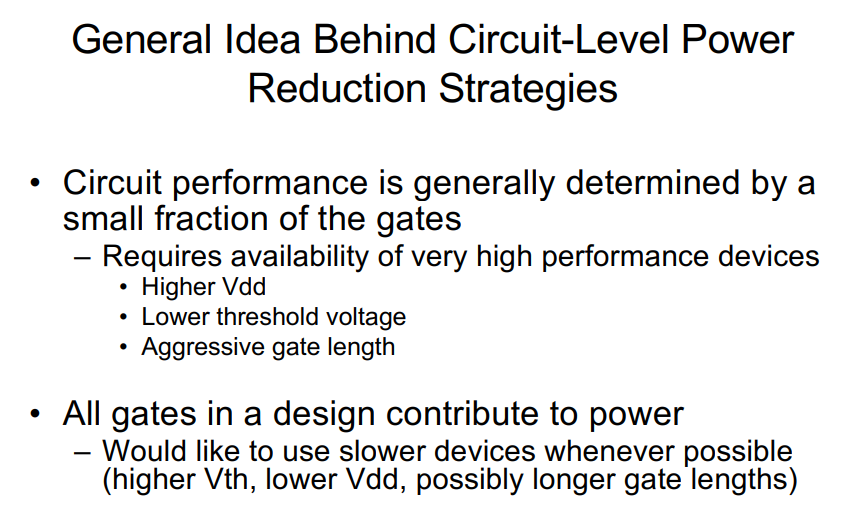 General Idea Behind Circuit-Level Power
Reduction Strategies
• Circuit performance is generally determined by a
small fraction of the gates
– Requires availability of very high performance devices
• Higher Vdd
• Lower threshold voltage
• Aggressive gate length
• All gates in a design contribute to power
– Would like to use slower devices whenever possible
(higher Vth, lower Vdd, possibly longer gate lengths)